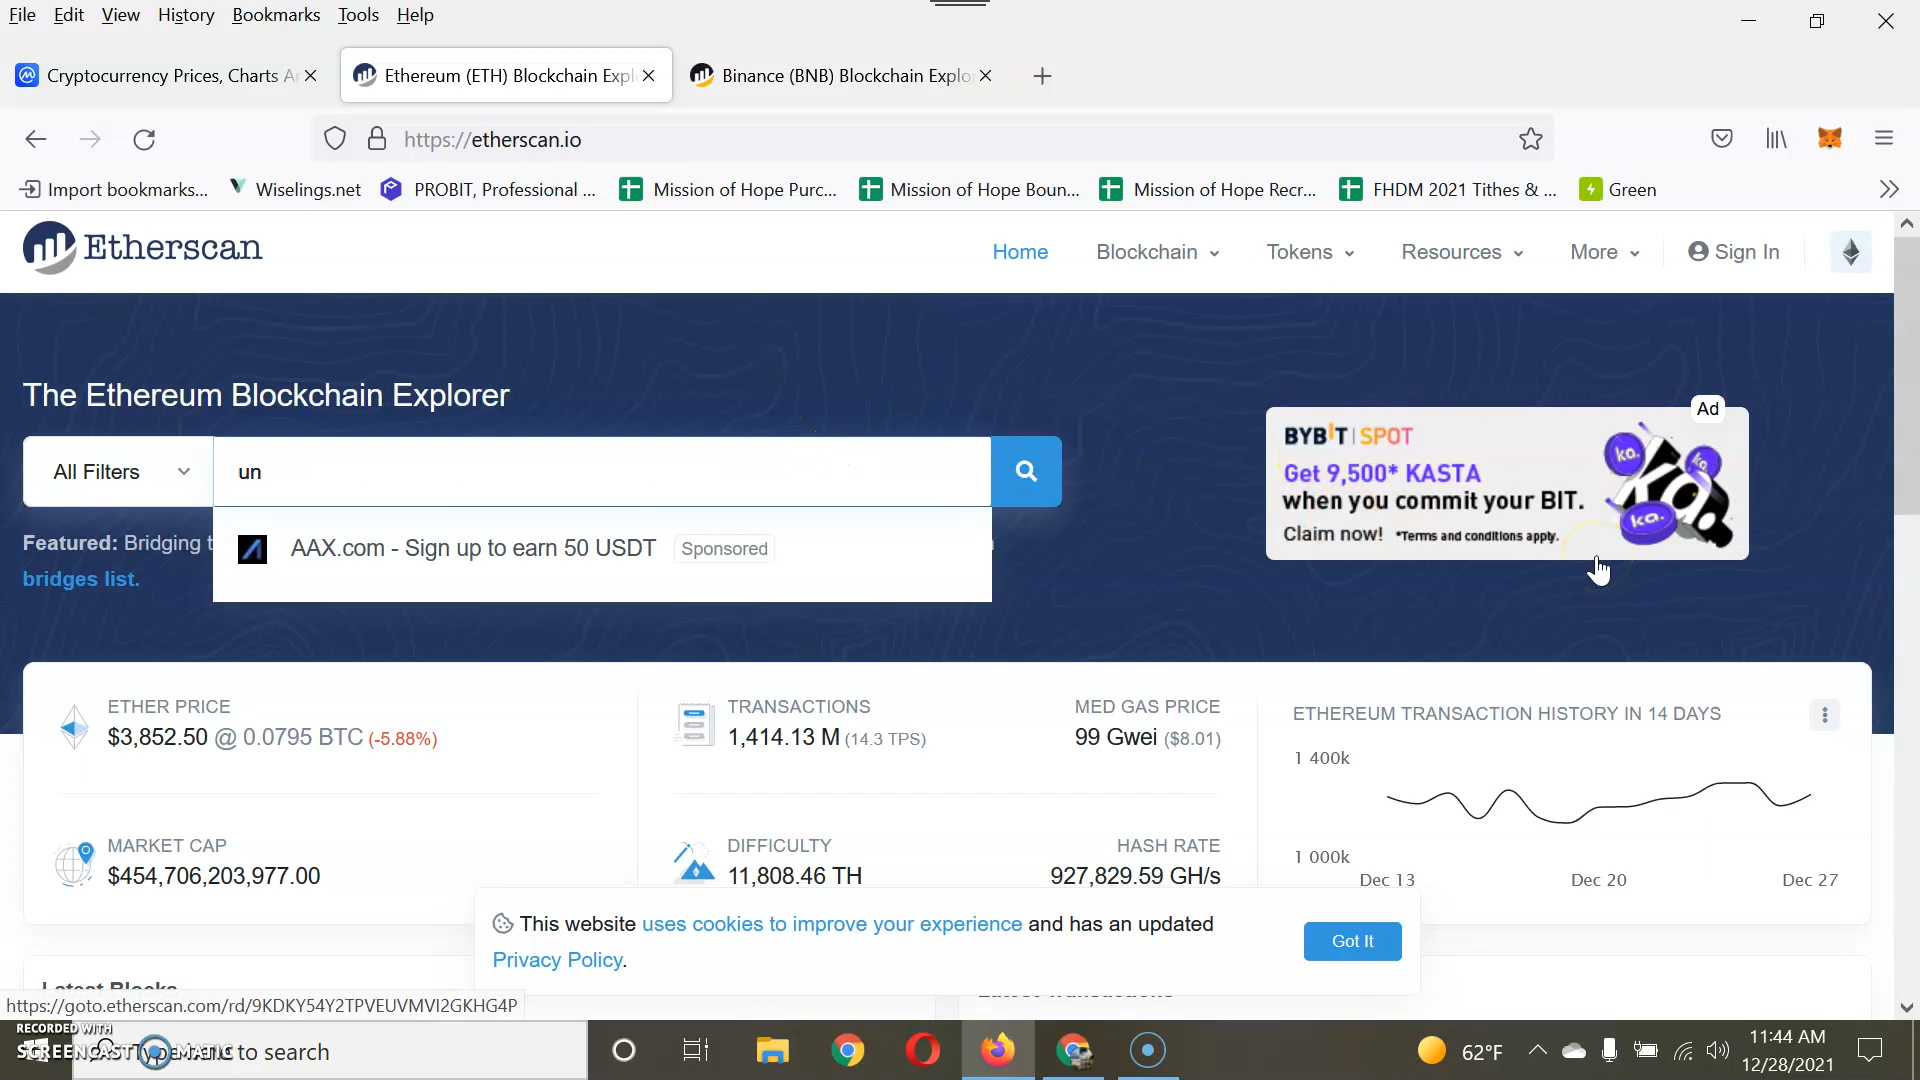 File Edit View History Bookmarks Tools Help
Cryptocurrency Prices, Charts A
Ethereum (ETH) Blockchain Expl
Binance (BNB) Blockchain Explo
https://etherscan.io
Import bookmarks...
Wiselings.net
PROBIT, Professional ...
Mission of Hope Purc...
Mission of Hope Boun...
Mission of Hope Recr...
FHDM 2021 Tithes & ...
Green
Etherscan
Home Blockchain Tokens Resources More Sign In
The Ethereum Blockchain Explorer
All Filters
un
AAX.com - Sign up to earn 50 USDT Sponsored
Featured: Bridging
bridges list.
Ad
BYBIT | SPOT
Get 9,500* KASTA
when you commit your BIT.
Claim now! *Terms and conditions apply.
ka.
ka.
ka.
ETHER PRICE
$3,852.50 @ 0.0795 BTC (-5.88%)
MARKET CAP
$454,706,203,977.00
TRANSACTIONS
1,414.13 M (14.3 TPS)
MED GAS PRICE
99 Gwei ($8.01)
DIFFICULTY
11,808.46 TH
HASH RATE
927,829.59 GH/s
ETHEREUM TRANSACTION HISTORY IN 14 DAYS
1 400k
1 000k
Dec 13 Dec 20 Dec 27
This website uses cookies to improve your experience and has an updated
Privacy Policy.
Got It
Latest Blocks
Latest Transactions
https://goto.etherscan.com/rd/9KDKY54Y2TPVEUVMVI2GKHG4P
RECORDED WITH
SCREENCAST MATIC
Type here to search
62°F
11:44 AM
12/28/2021